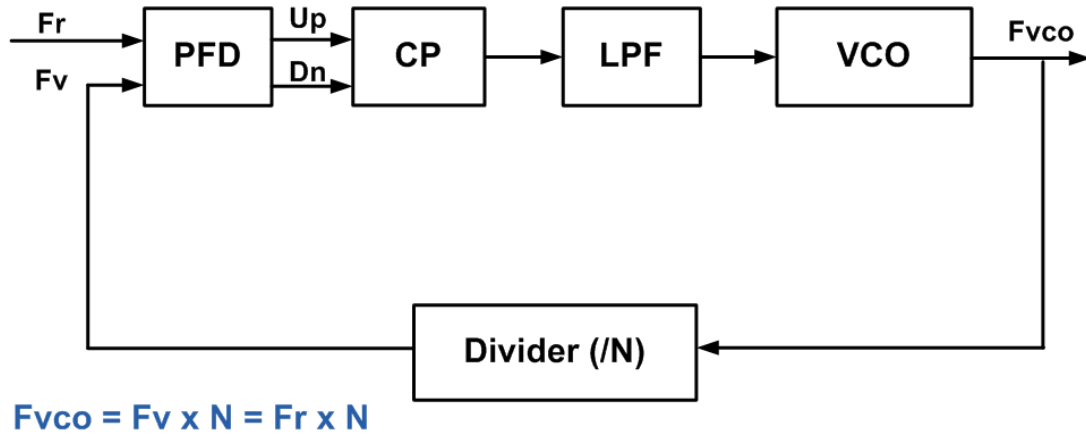 Fr
Fv
PFD
Up
Dn
CP
LPF
VCO
Fvco
Divider (/N)
Fvco = Fv x N = Fr x N